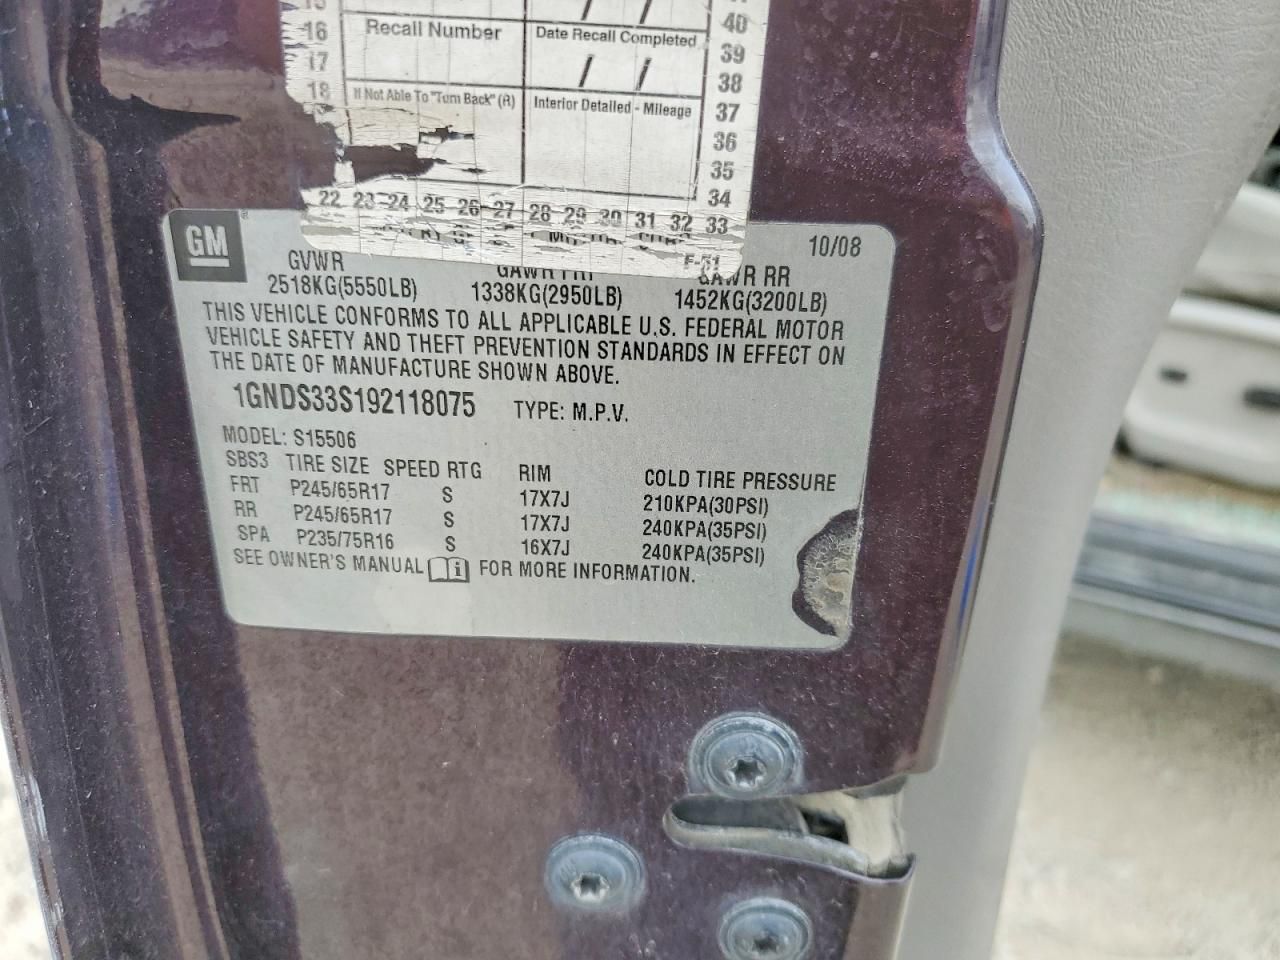 40
16 Recall Number Date Recall Completed 39
17 / / 38
18 If Not Able To "Turn Back" (R) Interior Detailed - Mileage 37
36
35
34
22 23 24 25 26 27 28 29 30 31 32 33
F-51
GM 10/08
GVWR GAWR FRT GAWR RR
2518KG(5550LB) 1338KG(2950LB) 1452KG(3200LB)
THIS VEHICLE CONFORMS TO ALL APPLICABLE U.S. FEDERAL MOTOR
VEHICLE SAFETY AND THEFT PREVENTION STANDARDS IN EFFECT ON
THE DATE OF MANUFACTURE SHOWN ABOVE.
1GNDS33S192118075 TYPE: M.P.V.
MODEL: S15506
SBS3 TIRE SIZE SPEED RTG RIM COLD TIRE PRESSURE
FRT P245/65R17 S 17X7J 210KPA(30PSI)
RR P245/65R17 S 17X7J 240KPA(35PSI)
SPA P235/75R16 S 16X7J 240KPA(35PSI)
SEE OWNER'S MANUAL FOR MORE INFORMATION.